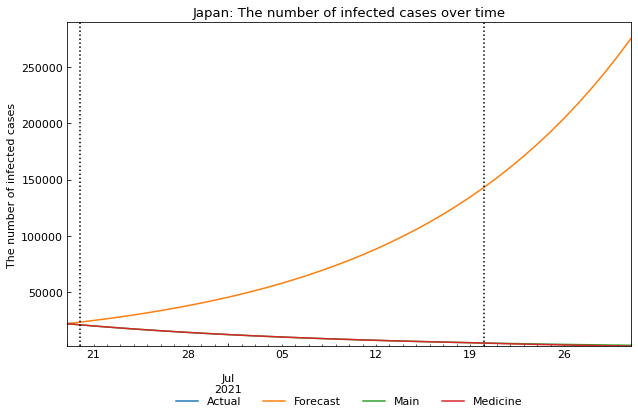 Japan: The number of infected cases over time
The number of infected cases
250000
200000
150000
100000
50000
21 28 05 12 19 26
Jul
2021
Actual Forecast Main Medicine